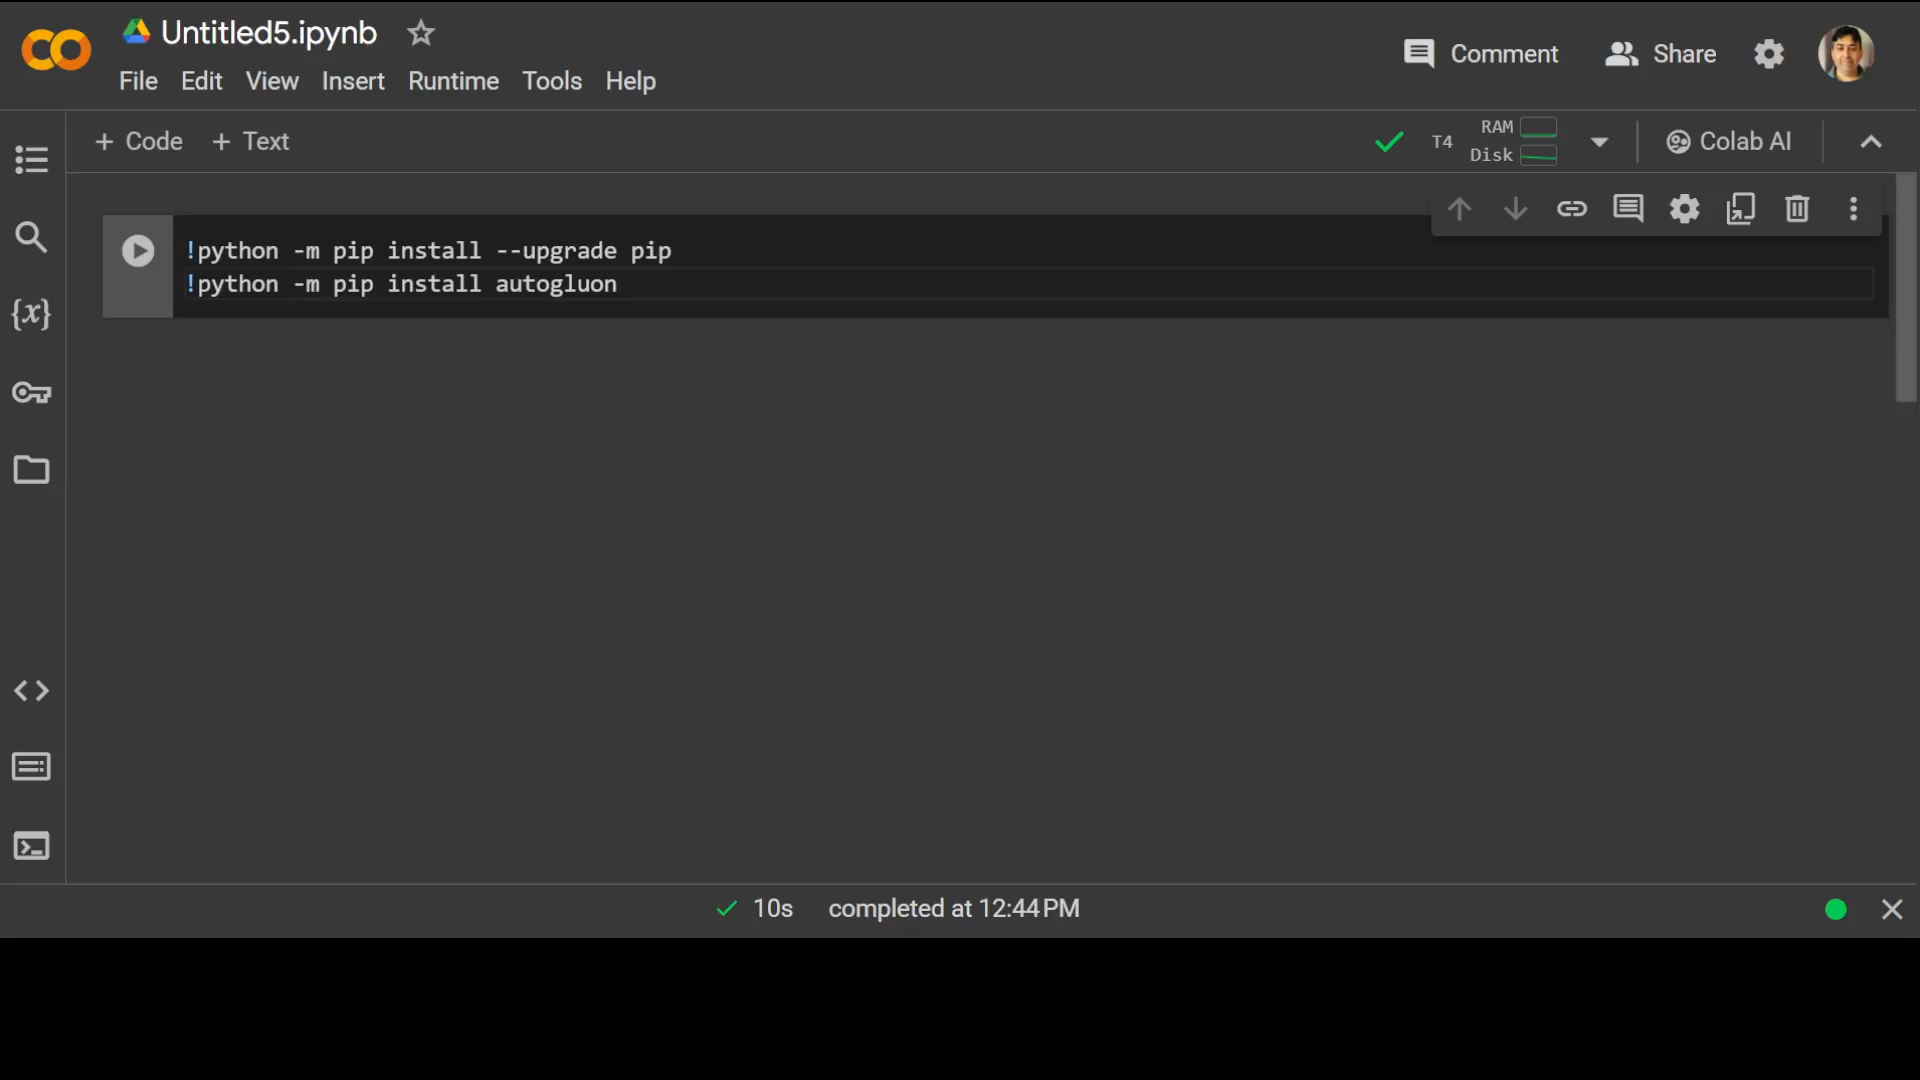 Untitled5.ipynb
File Edit View Insert Runtime Tools Help
Comment Share
+ Code + Text
T4 RAM Disk Colab AI
!python -m pip install --upgrade pip
!python -m pip install autogluon
{x}
10s completed at 12:44 PM